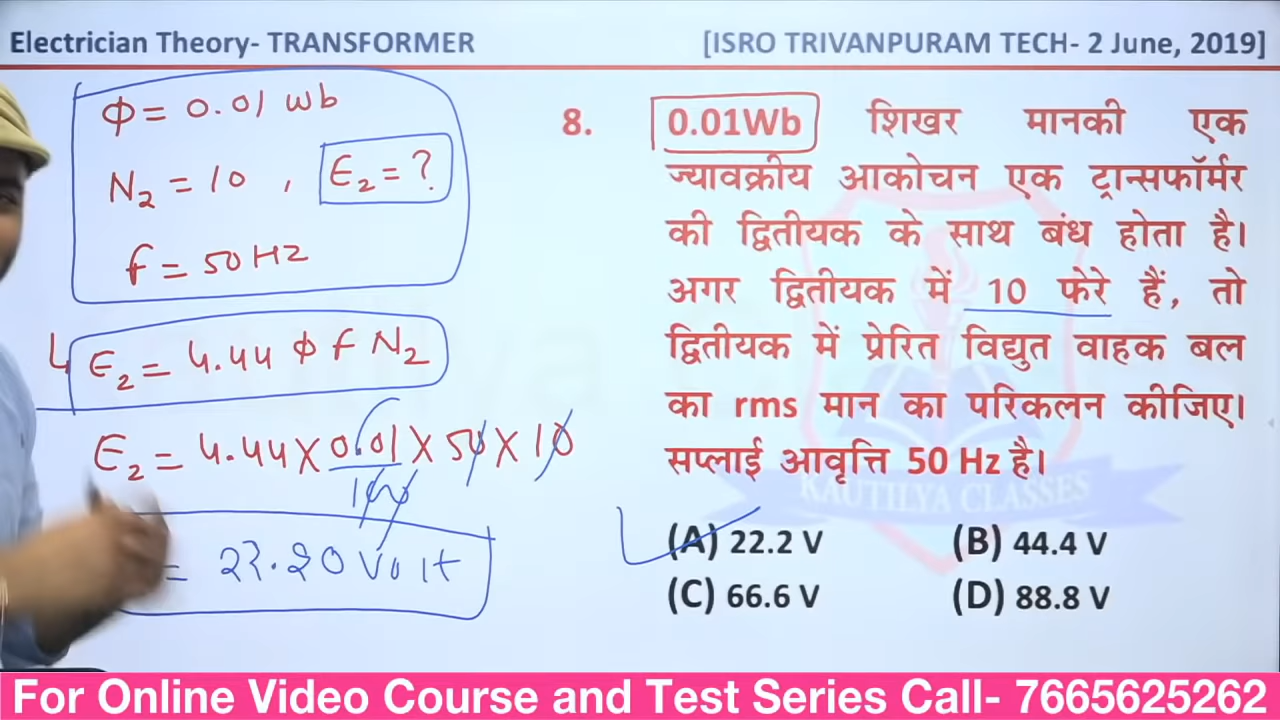 Electrician Theory- TRANSFORMER
[ISRO TRIVANPURAM TECH- 2 June, 2019]
ϕ = 0.01 wb
N₂ = 10 , E₂ = ?
f = 50 Hz
E₂ = 4.44 ϕ f N₂
E₂ = 4.44 × 0.01 × 50 × 10
100
= 22.20 Volt
8. 0.01Wb शिखर मानकी एक
ज्यावक्रीय आकोचन एक ट्रान्सफॉर्मर
की द्वितीयक के साथ बंध होता है।
अगर द्वितीयक में 10 फेरे हैं, तो
द्वितीयक में प्रेरित विद्युत वाहक बल
का rms मान का परिकलन कीजिए।
सप्लाई आवृत्ति 50 Hz है।
KAUTILYA CLASSES
(A) 22.2 V (B) 44.4 V
(C) 66.6 V (D) 88.8 V
For Online Video Course and Test Series Call- 7665625262